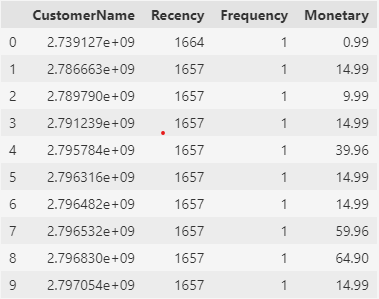 CustomerName Recency Frequency Monetary
0 2.739127e+09 1664 1 0.99
1 2.786663e+09 1657 1 14.99
2 2.789790e+09 1657 1 9.99
3 2.791239e+09 1657 1 14.99
4 2.795784e+09 1657 1 39.96
5 2.796316e+09 1657 1 14.99
6 2.796482e+09 1657 1 14.99
7 2.796532e+09 1657 1 59.96
8 2.796830e+09 1657 1 64.90
9 2.797054e+09 1657 1 14.99